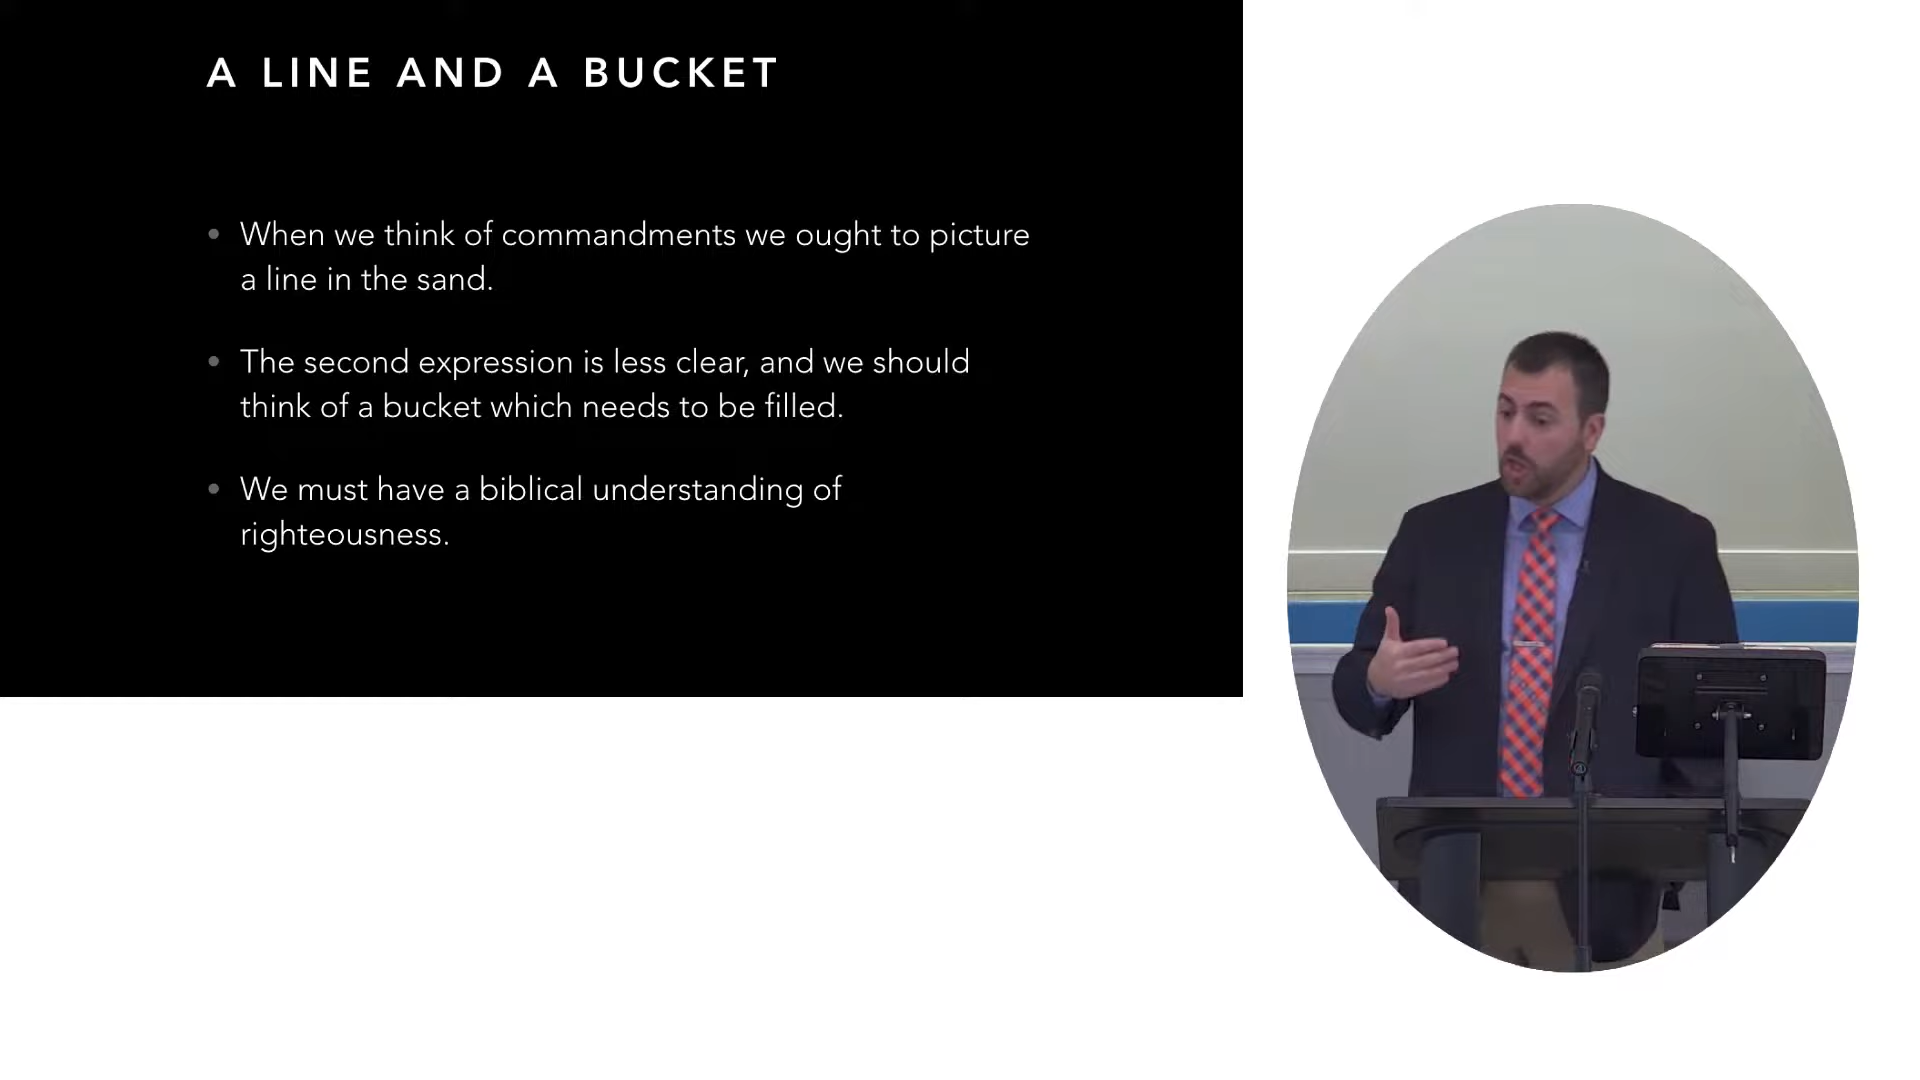 A LINE AND A BUCKET
• When we think of commandments we ought to picture
a line in the sand.
• The second expression is less clear, and we should
think of a bucket which needs to be filled.
• We must have a biblical understanding of
righteousness.